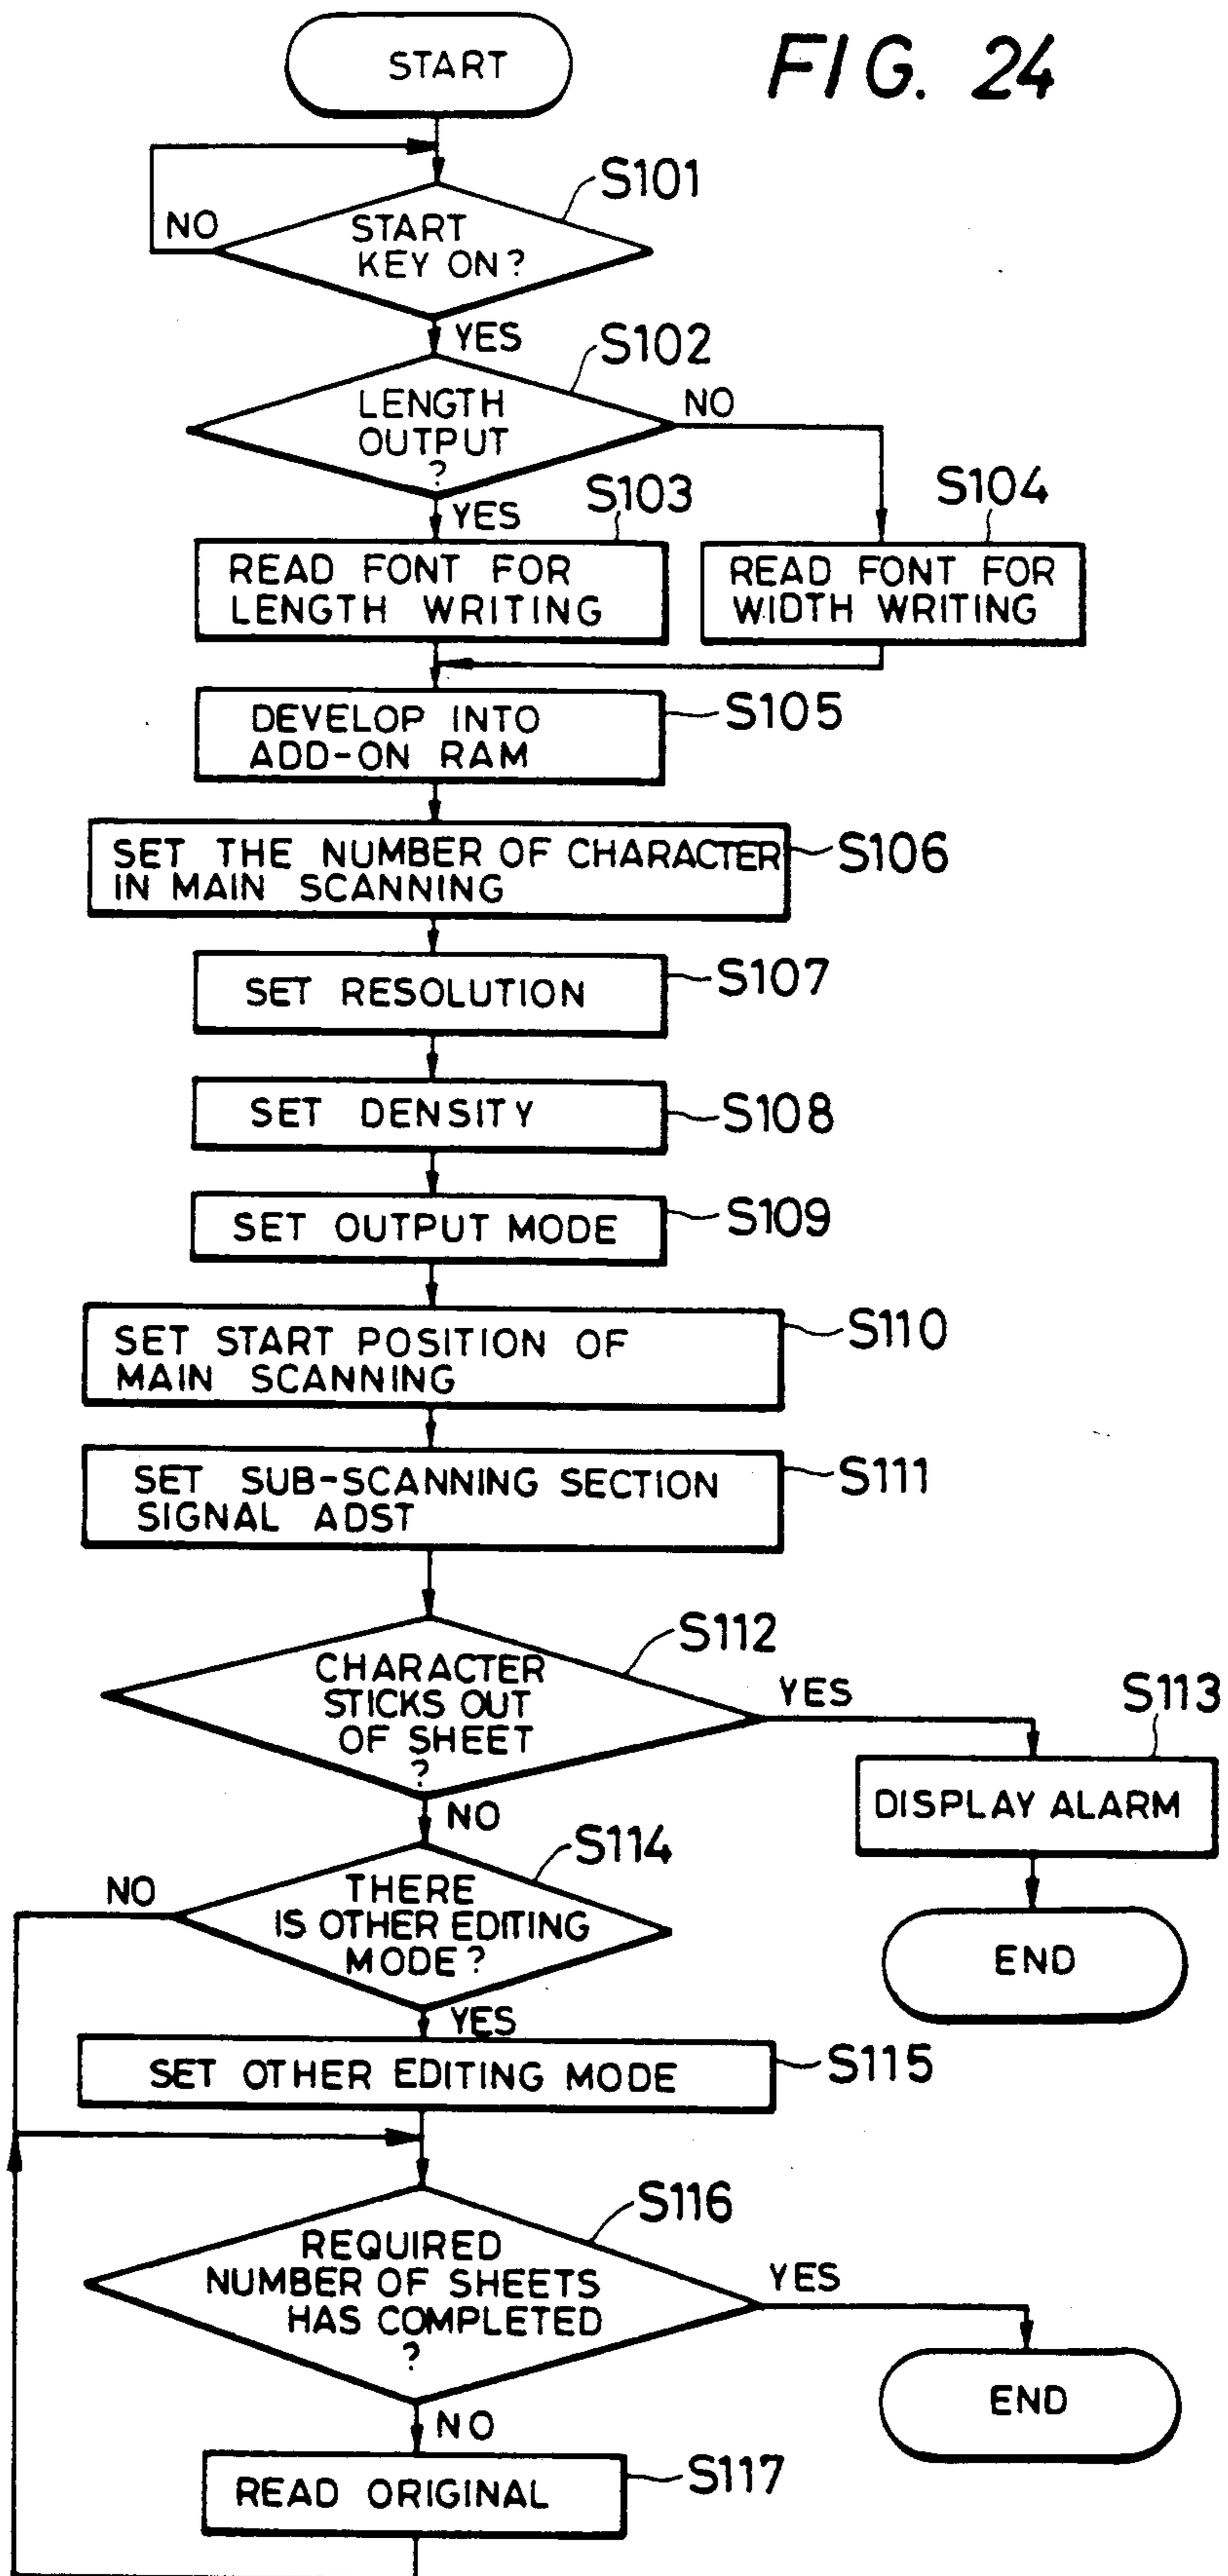 FIG. 24
START
S101
NO
START
KEY ON?
YES
S102
LENGTH
OUTPUT
?
NO
YES
S103
S104
READ FONT FOR
LENGTH WRITING
READ FONT FOR
WIDTH WRITING
DEVELOP INTO
ADD-ON RAM
S105
SET THE NUMBER OF CHARACTER
IN MAIN SCANNING
S106
SET RESOLUTION
S107
SET DENSITY
S108
SET OUTPUT MODE
S109
SET START POSITION OF
MAIN SCANNING
S110
SET SUB-SCANNING SECTION
SIGNAL ADST
S111
S112
CHARACTER
STICKS OUT
OF SHEET
?
YES
S113
DISPLAY ALARM
END
NO
S114
NO
THERE
IS OTHER EDITING
MODE?
YES
SET OTHER EDITING MODE
S115
S116
REQUIRED
NUMBER OF SHEETS
HAS COMPLETED
?
YES
END
NO
READ ORIGINAL
S117